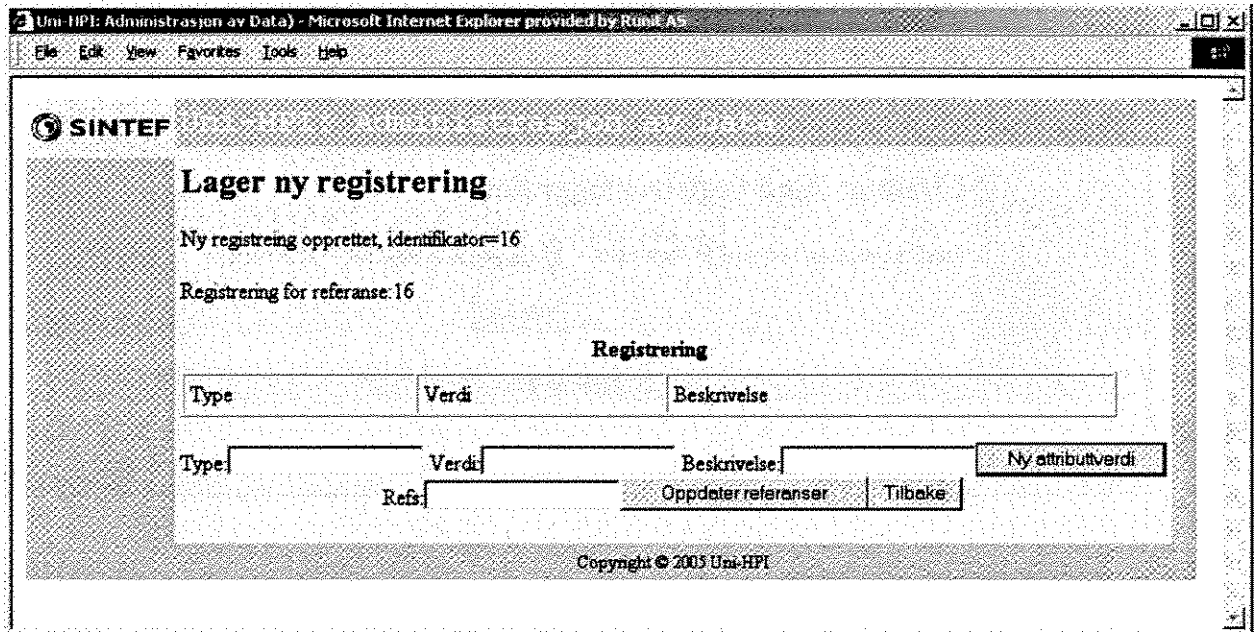 Uni-HPI: Administrasjon av Data) - Microsoft Internet Explorer provided by Runit AS
File Edit View Favorites Tools Help
SINTEF
Lager ny registrering
Ny registreing opprettet, identifikator=16
Registrering for referanse:16
Registrering
Type Verdi Beskrivelse
Type: Verdi: Beskrivelse: Ny attributtverdi
Refs: Oppdater referanser Tilbake
Copyright © 2005 Uni-HPI